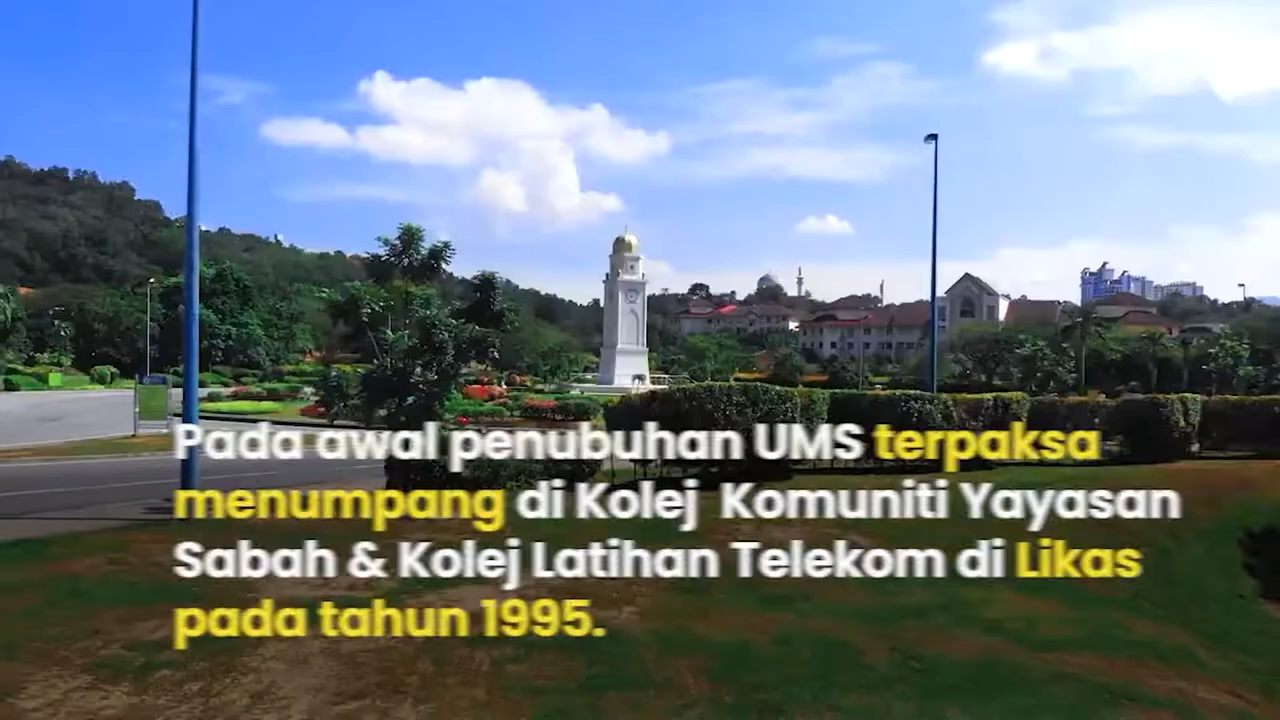 Pada awal penubuhan UMS terpaksa
menumpang di Kolej Komuniti Yayasan
Sabah & Kolej Latihan Telekom di Likas
pada tahun 1995.